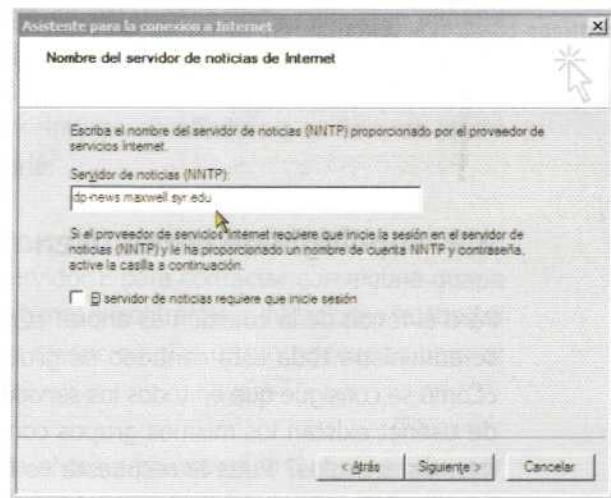 Asistente para la conexión a Internet
Nombre del servidor de noticias de Internet
Escriba el nombre del servidor de noticias (NNTP) proporcionado por el proveedor de
servicios Internet.
Servidor de noticias (NNTP):
dp-news.maxwell.syr.edu
Si el proveedor de servicios Internet requiere que inicie la sesión en el servidor de
noticias (NNTP) y le ha proporcionado un nombre de cuenta NNTP y contraseña,
active la casilla a continuación.
El servidor de noticias requiere que inicie sesión
< Atrás
Siguiente >
Cancelar